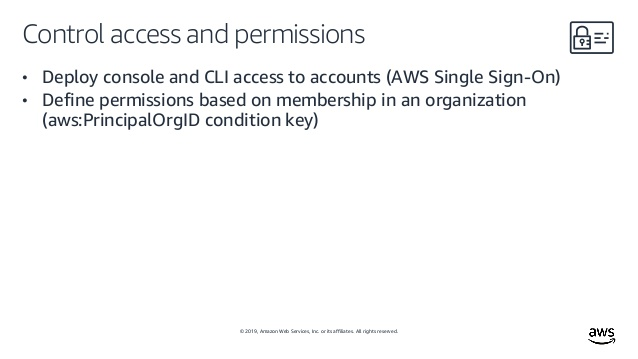 Control access and permissions
• Deploy console and CLI access to accounts (AWS Single Sign-On)
• Define permissions based on membership in an organization
(aws:PrincipalOrgID condition key)
© 2019, Amazon Web Services, Inc. or its affiliates. All rights reserved.
aws